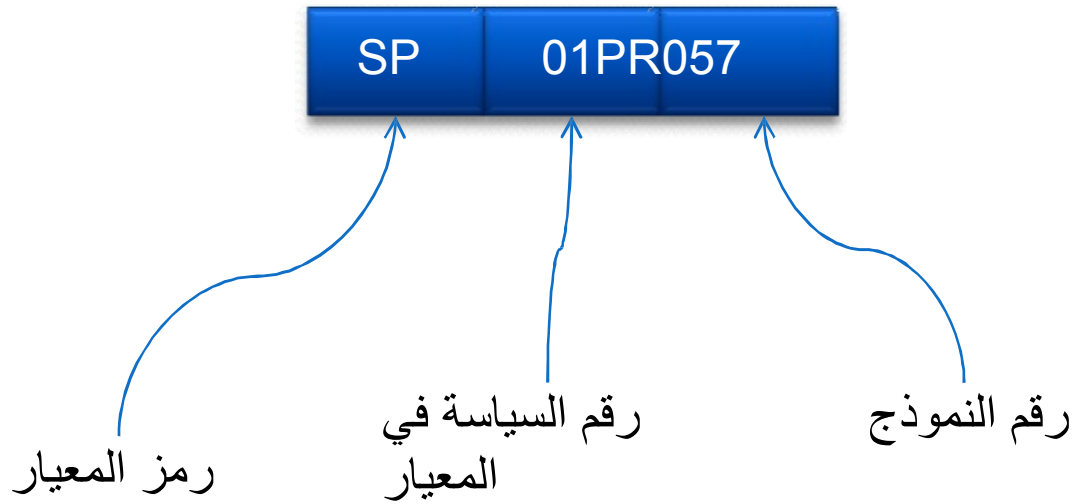 SP 01PR057
رقم النموذج
رقم السياسة في
المعيار
رمز المعيار